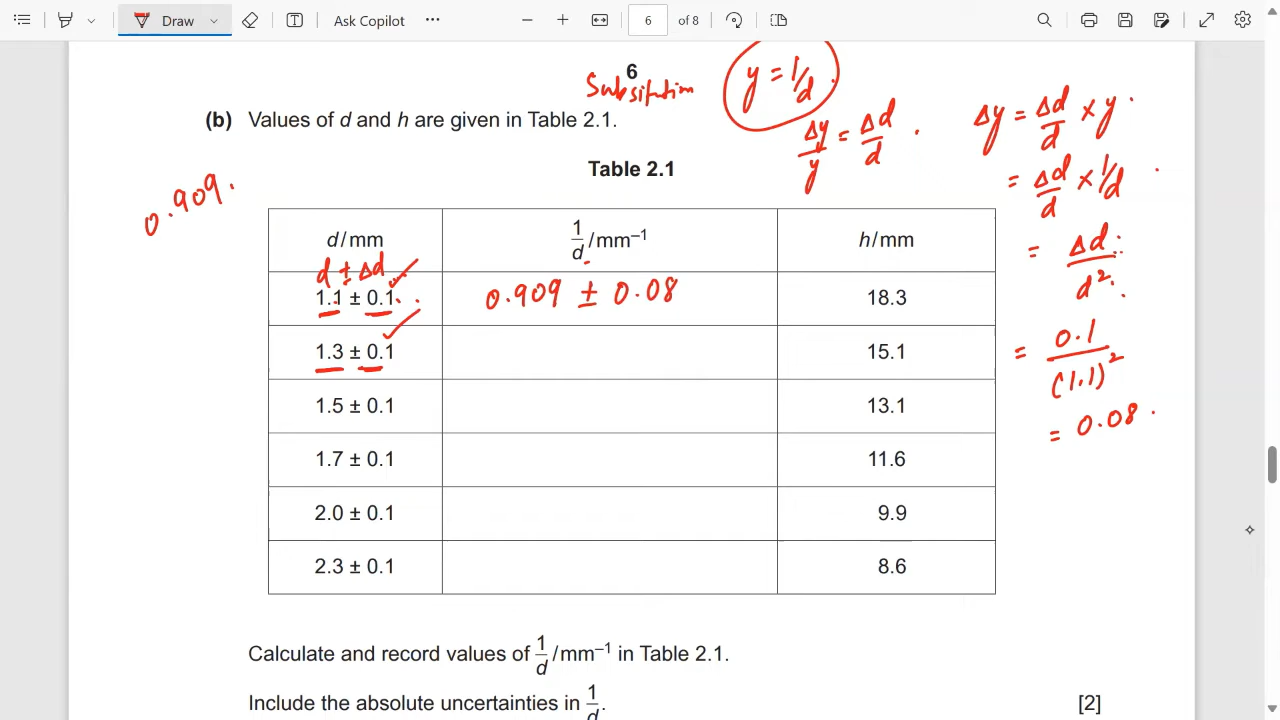 Draw Ask Copilot ... 6 of 8
6
Subsitution y = 1/d
(b) Values of d and h are given in Table 2.1.
Δy/y = Δd/d
Δy = Δd/d × y
= Δd/d × 1/d
= Δd/d²
= 0.1/(1.1)²
= 0.08
Table 2.1
0.909
d/mm 1/d /mm⁻¹ h/mm
d ± Δd
1.1 ± 0.1 0.909 ± 0.08 18.3
1.3 ± 0.1 15.1
1.5 ± 0.1 13.1
1.7 ± 0.1 11.6
2.0 ± 0.1 9.9
2.3 ± 0.1 8.6
Calculate and record values of 1/d /mm⁻¹ in Table 2.1.
Include the absolute uncertainties in 1/d. [2]